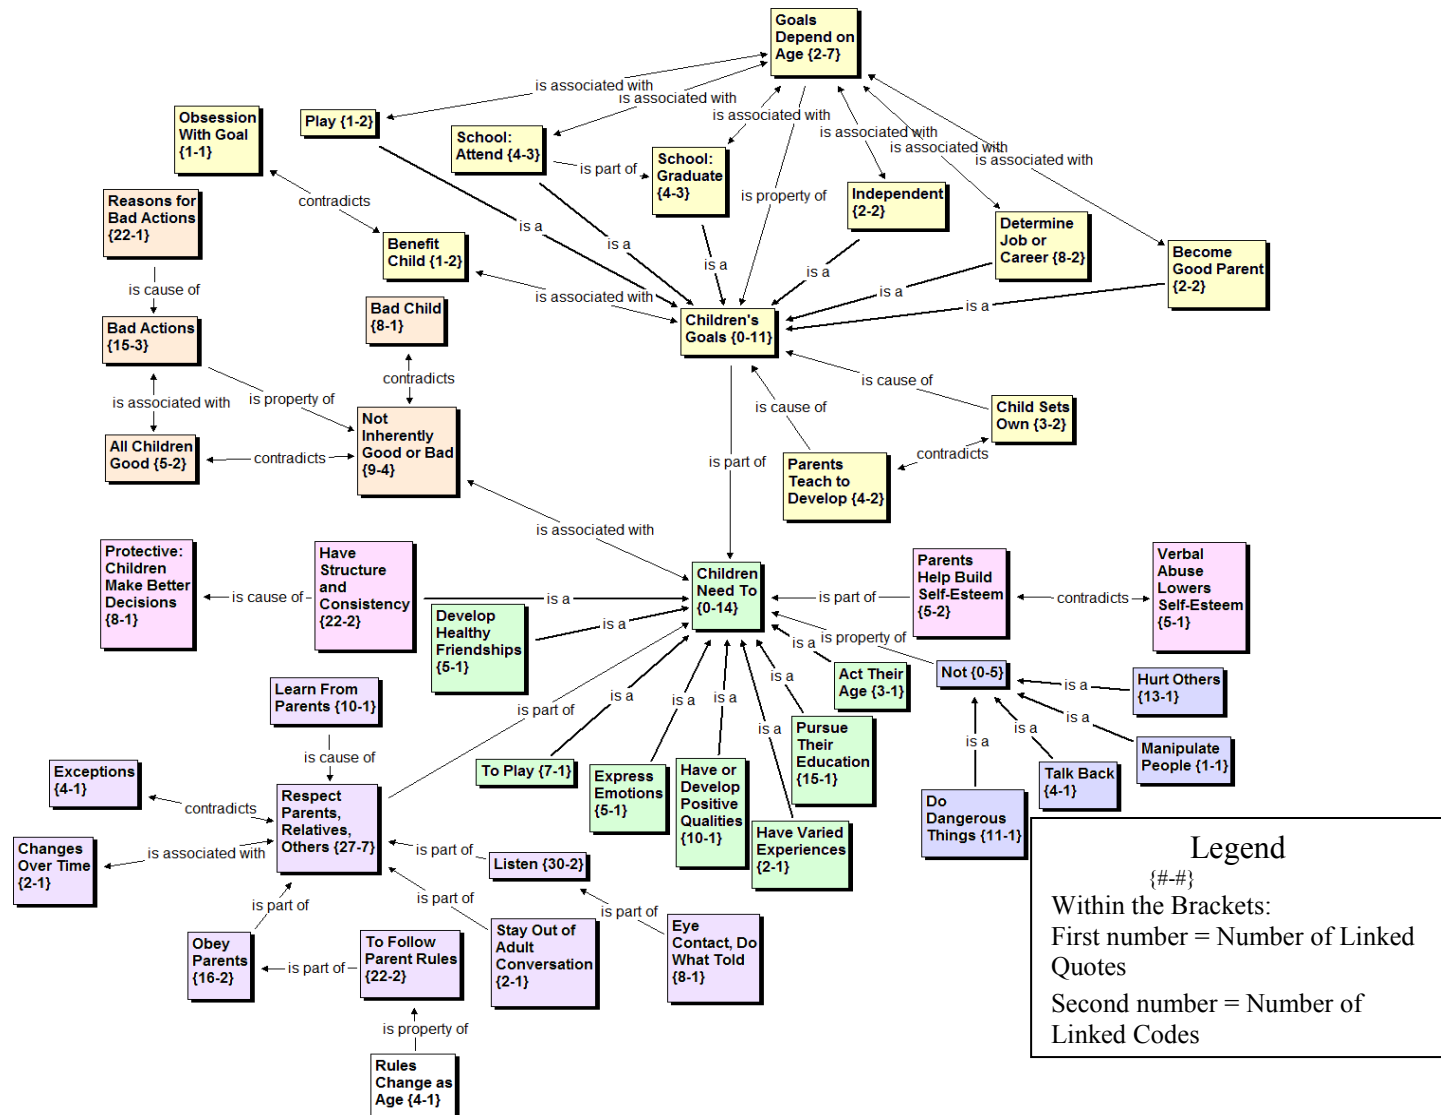 Goals
Depend on
Age {2-7}
is associated with
is associated with
is associated with
is associated with
is associated with
is associated with
Obsession
With Goal
{1-1}
Play {1-2}
School:
Attend {4-3}
is part of
School:
Graduate
{4-3}
is property of
Independent
{2-2}
Determine
Job or
Career {8-2}
Become
Good Parent
{2-2}
Reasons for
Bad Actions
{22-1}
contradicts
Benefit
Child {1-2}
is a
is a
is a
is a
is a
is a
is cause of
is associated with
Bad Child
{8-1}
Children's
Goals {0-11}
Bad Actions
{15-3}
contradicts
is cause of
is cause of
Child Sets
Own {3-2}
is associated with
is property of
Not
Inherently
Good or Bad
{9-4}
All Children
Good {5-2}
contradicts
is part of
Parents
Teach to
Develop {4-2}
contradicts
is associated with
Protective:
Children
Make Better
Decisions
{8-1}
is cause of
Have
Structure
and
Consistency
{22-2}
is a
Children
Need To
{0-14}
is part of
Parents
Help Build
Self-Esteem
{5-2}
contradicts
Verbal
Abuse
Lowers
Self-Esteem
{5-1}
Develop
Healthy
Friendships
{5-1}
is a
is property of
Act Their
Age {3-1}
is a
Not {0-5}
is a
Hurt Others
{13-1}
Learn From
Parents {10-1}
is part of
is a
is a
is a
is a
is a
Pursue
Their
Education
{15-1}
is a
is a
is a
Manipulate
People {1-1}
is cause of
Exceptions
{4-1}
contradicts
Respect
Parents,
Relatives,
Others {27-7}
To Play {7-1}
Express
Emotions
{5-1}
Have or
Develop
Positive
Qualities
{10-1}
Have Varied
Experiences
{2-1}
Do
Dangerous
Things {11-1}
Talk Back
{4-1}
Changes
Over Time
{2-1}
is associated with
is part of
Listen {30-2}
is part of
is part of
is part of
Obey
Parents
{16-2}
is part of
To Follow
Parent Rules
{22-2}
Stay Out of
Adult
Conversation
{2-1}
Eye
Contact, Do
What Told
{8-1}
is property of
Rules
Change as
Age {4-1}
Legend
{#-#}
Within the Brackets:
First number = Number of Linked
Quotes
Second number = Number of
Linked Codes